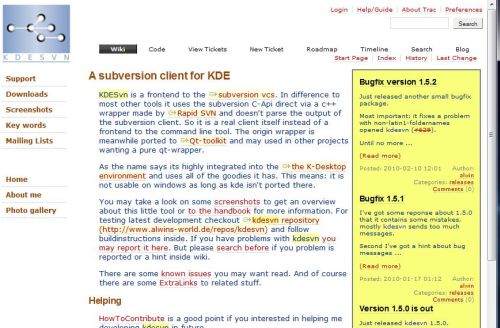 Login | Help/Guide | About Trac | Preferences
Search
KDESVN
Wiki Code View Tickets New Ticket Roadmap Timeline Search Blog
Start Page | Index | History | Last Change
Support
Downloads
Screenshots
Key words
Mailing Lists
Home
About me
Photo gallery
A subversion client for KDE
KDESvn is a frontend to the subversion vcs. In difference to
most other tools it uses the subversion C-Api direct via a c++
wrapper made by Rapid SVN and doesn't parse the output of
the subversion client. So it is a real client itself instead of a
frontend to the command line tool. The origin wrapper is
meanwhile ported to Qt-toolkit and may used in other projects
wanting a pure qt-wrapper.
As the name says its highly integrated into the the K-Desktop
environment and uses all of the goodies it has. This means: it is
not usable on windows as long as kde isn't ported there.
You may take a look on some screenshots to get an overview
about this little tool or to the handbook for more information. For
testing latest development checkout kdesvn repository
(http://www.alwins-world.de/repos/kdesvn) and follow
buildinstructions inside. If you have problems with kdesvn you
may report it here. But please search before if you problem is
reported or a hint inside wiki.
There are some known issues you may want read. And of course
there are some ExtraLinks to related stuff.
Helping
HowToContribute is a good point if you interested in helping me
developing kdesvn in future.
Bugfix version 1.5.2
Just released another small bugfix
package.
Most important: it fixes a problem
with non-latin1-foldernames
opened kdesvn (#629).
Until no more ...
(Read more)
Posted: 2010-02-10 12:01 Author:
alwin
Categories: releases
Comments (0)
Bugfix 1.5.1
I've got some reponse about 1.5.0
that it contains some mistakes.
mostly kdesvn sends too much
messages.
Second I've got a hint about bug
messages ...
(Read more)
Posted: 2010-01-17 01:12 Author:
alwin
Categories: releases
Comments (3)
Version 1.5.0 is out
Just released kdesvn 1.5.0.